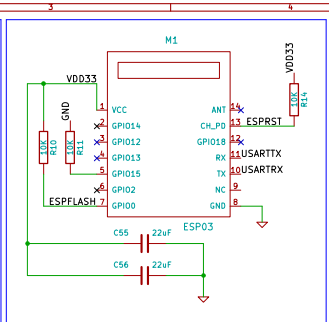 3 4
M1
VDD33
VDD33
GND
1 VCC
2 GPIO14
3 GPIO12
4 GPIO13
5 GPIO15
6 GPIO2
7 GPIO0
ANT 14
CH_PD 13
GPIO18 12
RX 11
TX 10
NC 9
GND 8
ESPRST
USARTTX
USARTRX
10K R14
10K R10
10K R11
ESPFLASH
ESP03
C55 22uF
C56 22uF